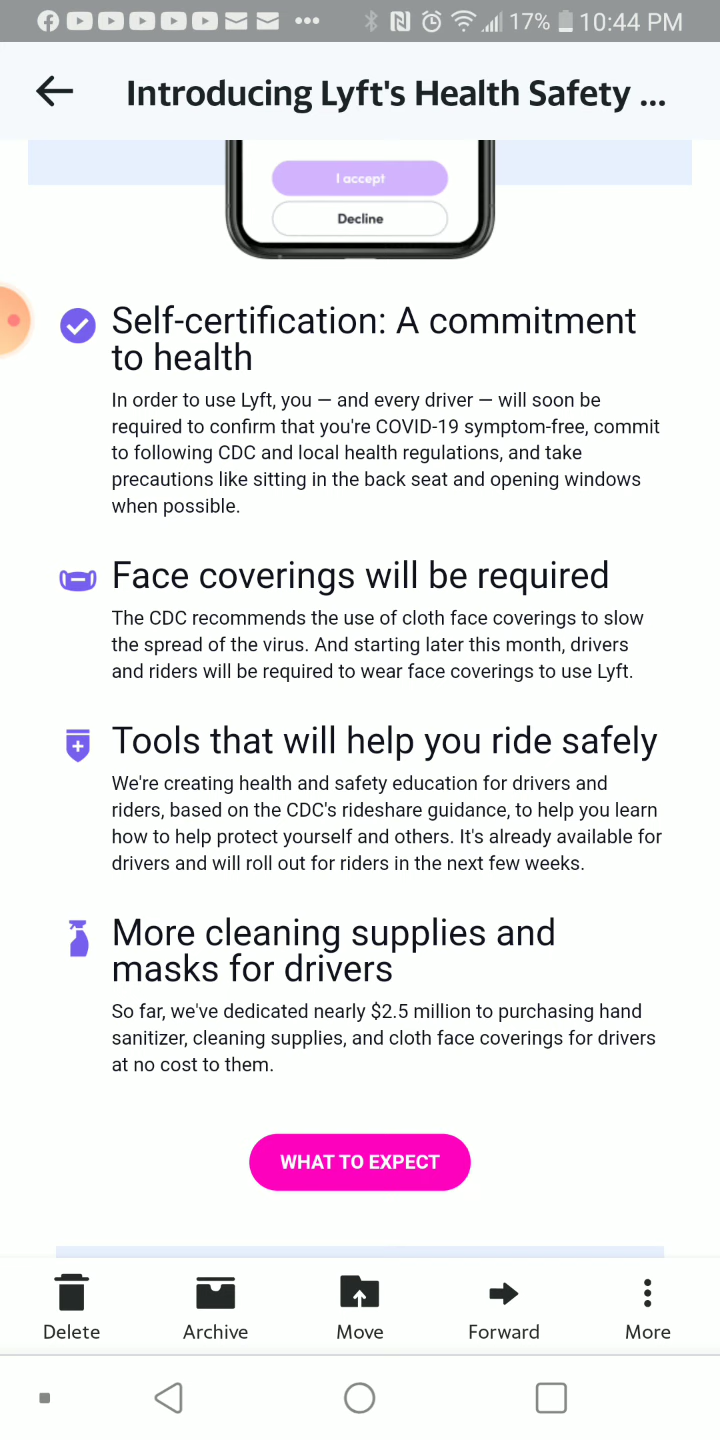 17% 10:44 PM
Introducing Lyft's Health Safety ...
I accept
Decline
Self-certification: A commitment
to health
In order to use Lyft, you — and every driver — will soon be
required to confirm that you're COVID-19 symptom-free, commit
to following CDC and local health regulations, and take
precautions like sitting in the back seat and opening windows
when possible.
Face coverings will be required
The CDC recommends the use of cloth face coverings to slow
the spread of the virus. And starting later this month, drivers
and riders will be required to wear face coverings to use Lyft.
Tools that will help you ride safely
We're creating health and safety education for drivers and
riders, based on the CDC's rideshare guidance, to help you learn
how to help protect yourself and others. It's already available for
drivers and will roll out for riders in the next few weeks.
More cleaning supplies and
masks for drivers
So far, we've dedicated nearly $2.5 million to purchasing hand
sanitizer, cleaning supplies, and cloth face coverings for drivers
at no cost to them.
WHAT TO EXPECT
Delete Archive Move Forward More